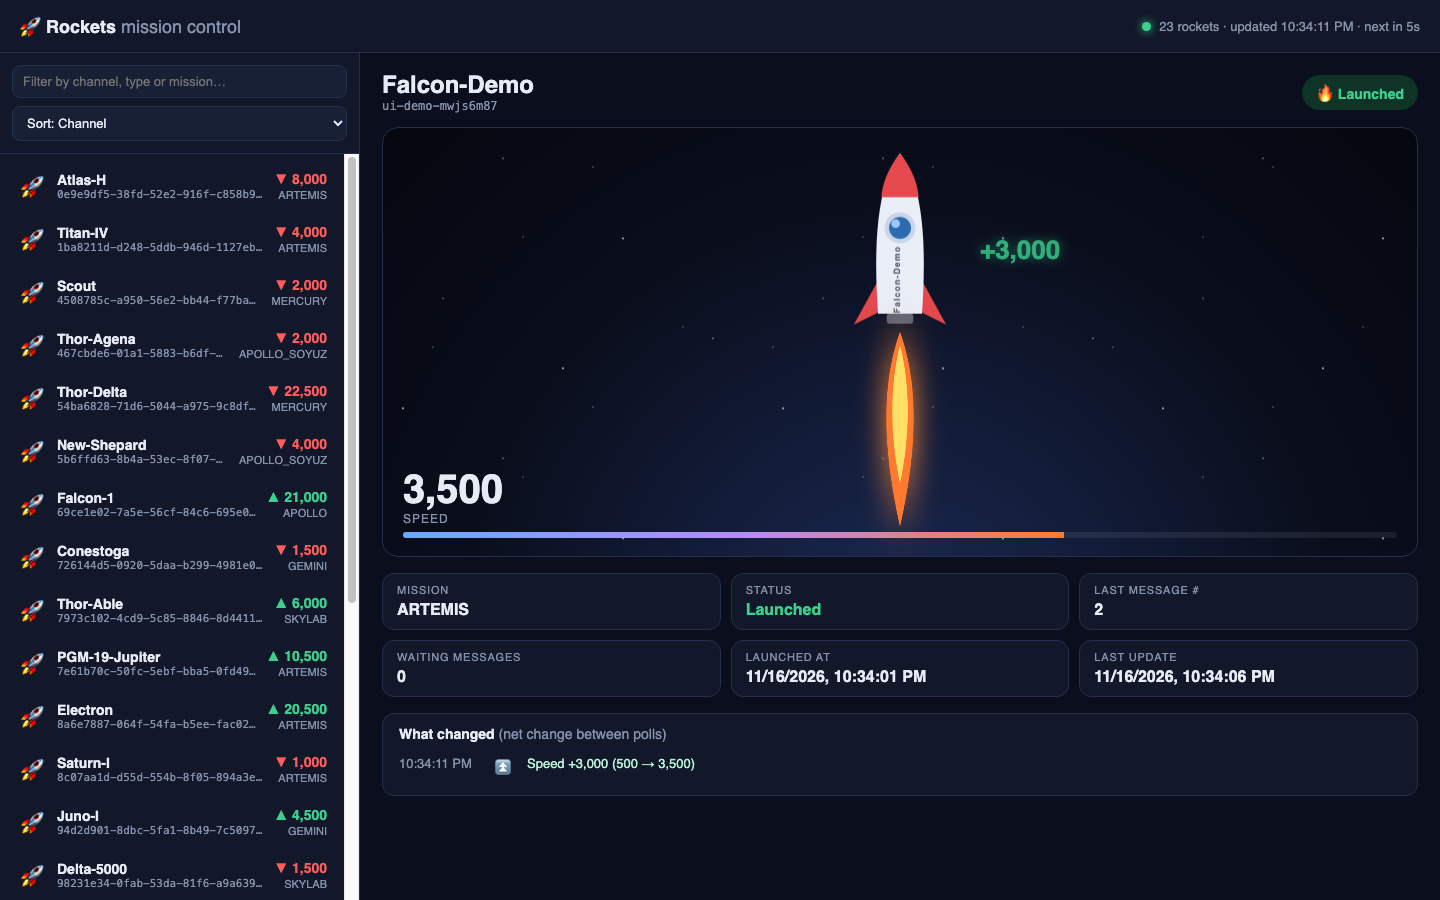 🚀 Rockets mission control
23 rockets · updated 10:34:11 PM · next in 5s
Filter by channel, type or mission…
Sort: Channel
Atlas-H ▼ 8,000
0e9e9df5-38fd-52e2-916f-c858b9… ARTEMIS
Titan-IV ▼ 4,000
1ba8211d-d248-5ddb-946d-1127eb… ARTEMIS
Scout ▼ 2,000
4508785c-a950-56e2-bb44-f77ba… MERCURY
Thor-Agena ▼ 2,000
467cbde6-01a1-5883-b6df-… APOLLO_SOYUZ
Thor-Delta ▼ 22,500
54ba6828-71d6-5044-a975-9c8df… MERCURY
New-Shepard ▼ 4,000
5b6ffd63-8b4a-53ec-8f07-… APOLLO_SOYUZ
Falcon-1 ▲ 21,000
69ce1e02-7a5e-56cf-84c6-695e0… APOLLO
Conestoga ▼ 1,500
726144d5-0920-5daa-b299-4981e0… GEMINI
Thor-Able ▲ 6,000
7973c102-4cd9-5c85-8846-8d4411… SKYLAB
PGM-19-Jupiter ▲ 10,500
7e61b70c-50fc-5ebf-bba5-0fd49… ARTEMIS
Electron ▲ 20,500
8a6e7887-064f-54fa-b5ee-fac02… ARTEMIS
Saturn-I ▼ 1,000
8c07aa1d-d55d-554b-8f05-894a3e… ARTEMIS
Juno-I ▲ 4,500
94d2d901-8dbc-5fa1-8b49-7c5097… GEMINI
Delta-5000 ▼ 1,500
98231e34-0fab-53da-81f6-a9a639… SKYLAB
Falcon-Demo
ui-demo-mwjs6m87
🔥 Launched
Falcon-Demo
+3,000
3,500
SPEED
MISSION
ARTEMIS
STATUS
Launched
LAST MESSAGE #
2
WAITING MESSAGES
0
LAUNCHED AT
11/16/2026, 10:34:01 PM
LAST UPDATE
11/16/2026, 10:34:06 PM
What changed (net change between polls)
10:34:11 PM ⏫ Speed +3,000 (500 → 3,500)